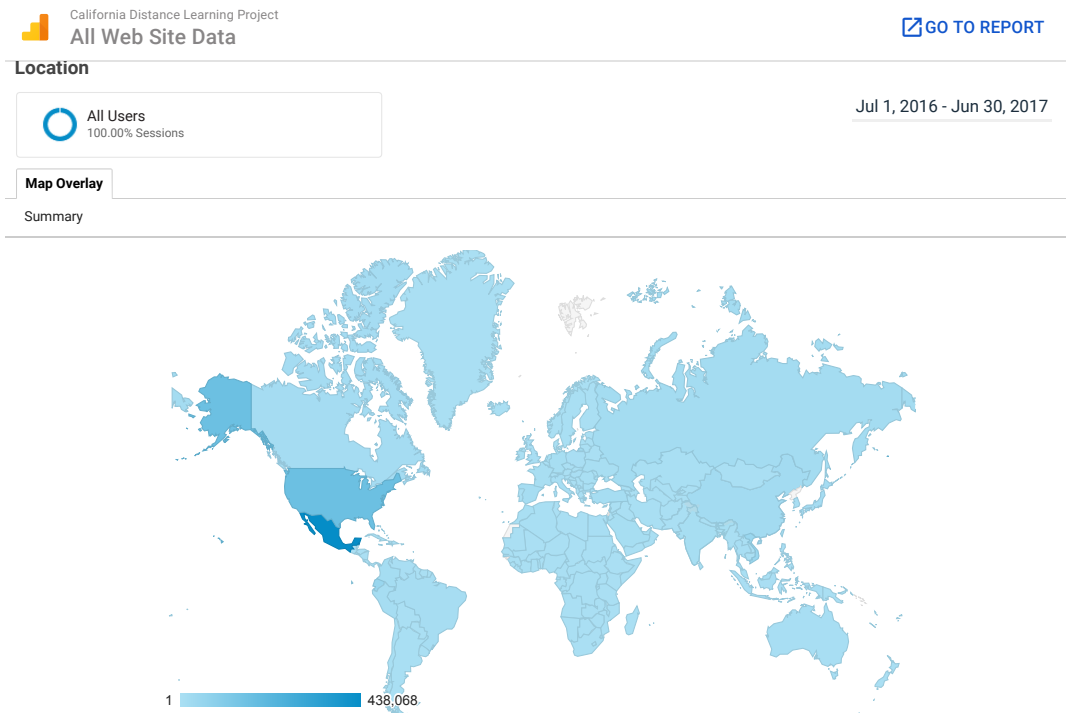 California Distance Learning Project
All Web Site Data
GO TO REPORT
Location
All Users
100.00% Sessions
Jul 1, 2016 - Jun 30, 2017
Map Overlay
Summary
1
438,068